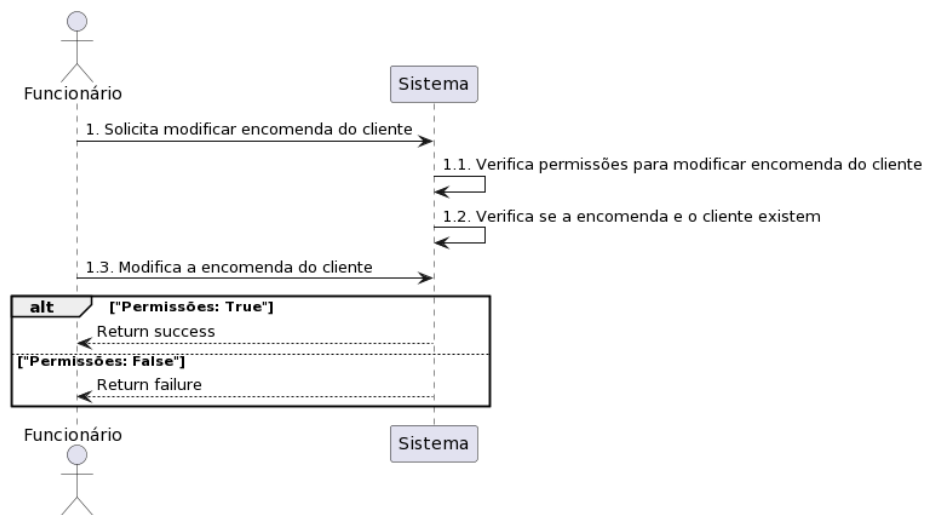 Funcionário
Sistema
1. Solicita modificar encomenda do cliente
1.1. Verifica permissões para modificar encomenda do cliente
1.2. Verifica se a encomenda e o cliente existem
1.3. Modifica a encomenda do cliente
alt ["Permissões: True"]
Return success
["Permissões: False"]
Return failure
Funcionário
Sistema